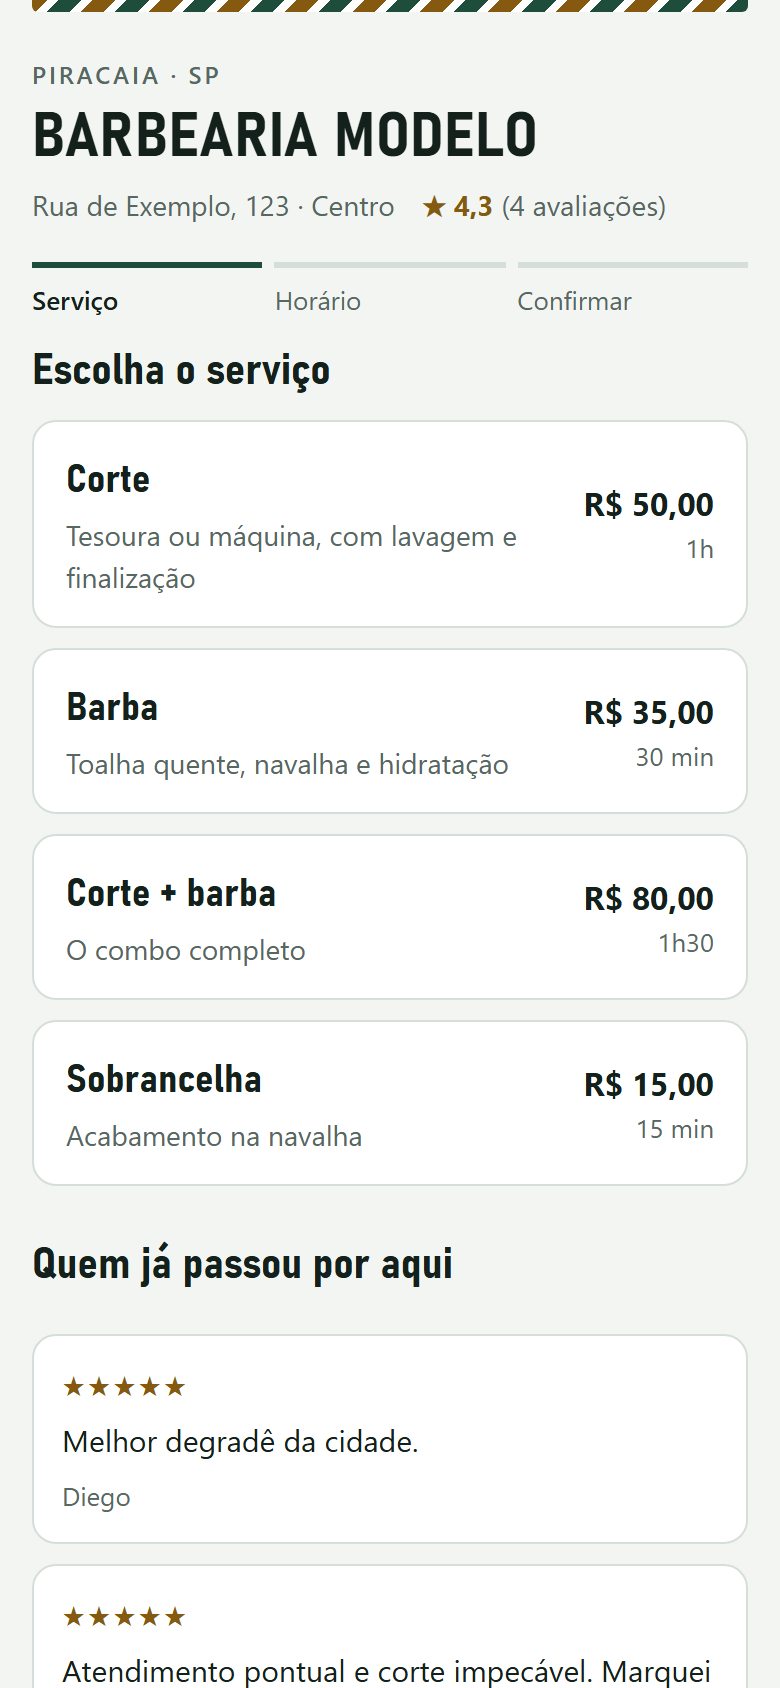 PIRACAIA · SP
BARBEARIA MODELO
Rua de Exemplo, 123 · Centro ★ 4,3 (4 avaliações)
Serviço Horário Confirmar
Escolha o serviço
Corte
Tesoura ou máquina, com lavagem e
finalização
R$ 50,00
1h
Barba
Toalha quente, navalha e hidratação
R$ 35,00
30 min
Corte + barba
O combo completo
R$ 80,00
1h30
Sobrancelha
Acabamento na navalha
R$ 15,00
15 min
Quem já passou por aqui
★★★★★
Melhor degradê da cidade.
Diego
★★★★★
Atendimento pontual e corte impecável. Marquei